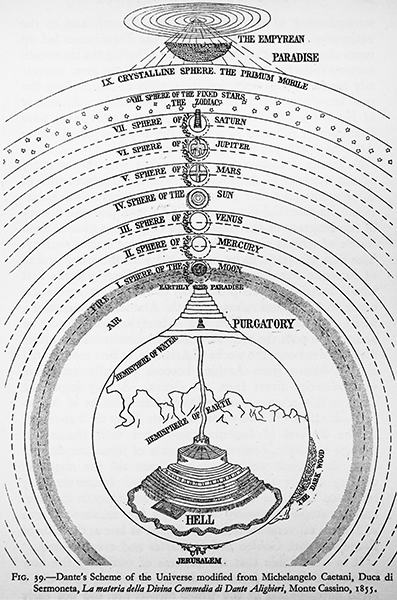 THE EMPYREAN
PARADISE
IX. CRYSTALLINE SPHERE. THE PRIMUM MOBILE
VIII. SPHERE OF THE FIXED STARS,
THE ZODIAC
VII. SPHERE OF SATURN
VI. SPHERE OF JUPITER
V. SPHERE OF MARS
IV. SPHERE OF THE SUN
III. SPHERE OF VENUS
II. SPHERE OF MERCURY
I. SPHERE OF THE MOON
EARTHLY PARADISE
FIRE
AIR
PURGATORY
HEMISPHERE OF WATER
HEMISPHERE OF EARTH
THE DARK WOOD
HELL
JERUSALEM
FIG. 39.—Dante's Scheme of the Universe modified from Michelangelo Caetani, Duca di
Sermoneta, La materia della Divina Commedia di Dante Alighieri, Monte Cassino, 1855.